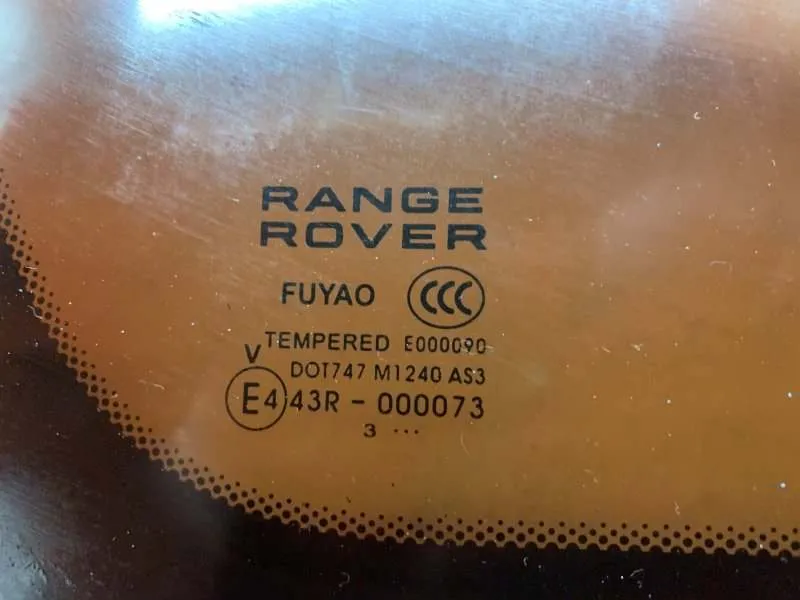 RANGE
ROVER
FUYAO CCC
TEMPERED E000090
V
DOT747 M1240 AS3
E4 43R - 000073
3 ...